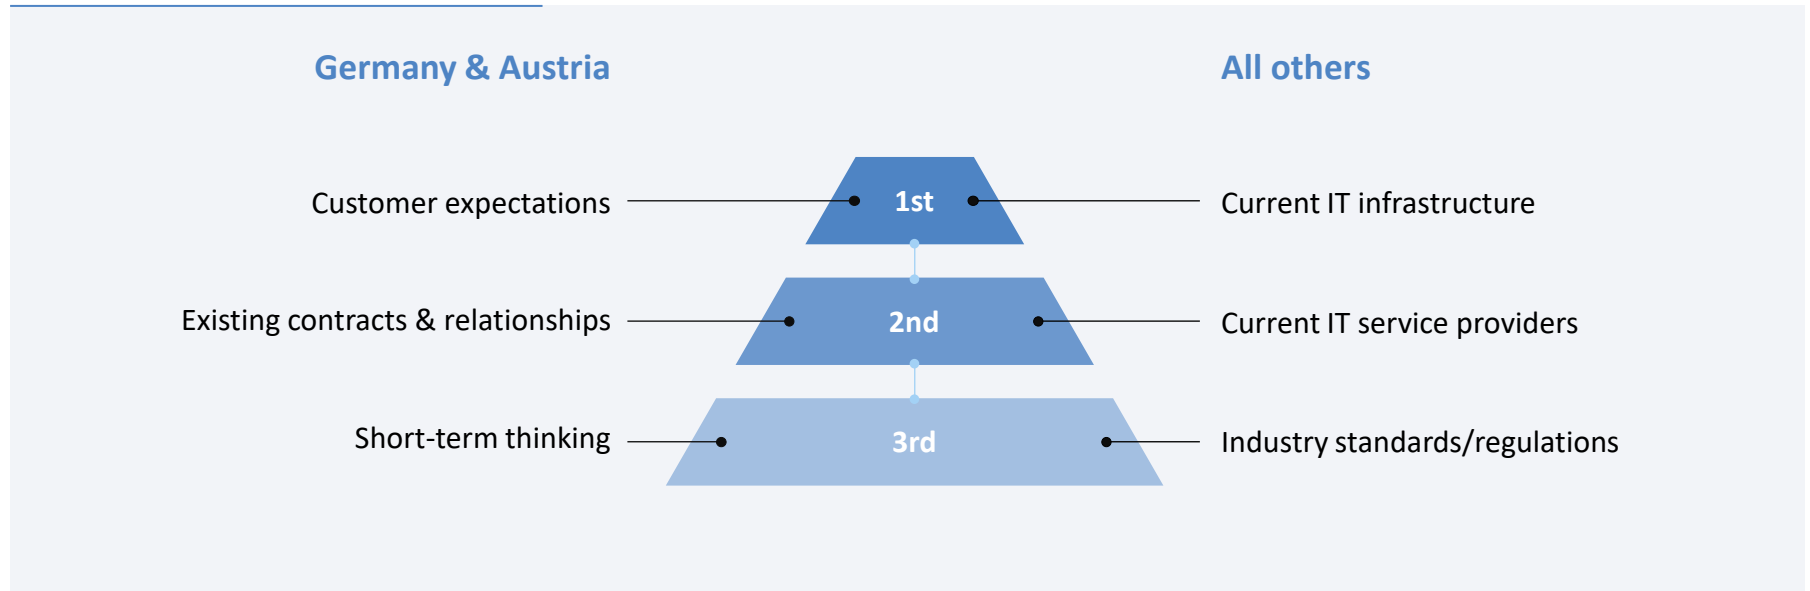 Germany & Austria
All others
Customer expectations
1st
Current IT infrastructure
Existing contracts & relationships
2nd
Current IT service providers
Short-term thinking
3rd
Industry standards/regulations